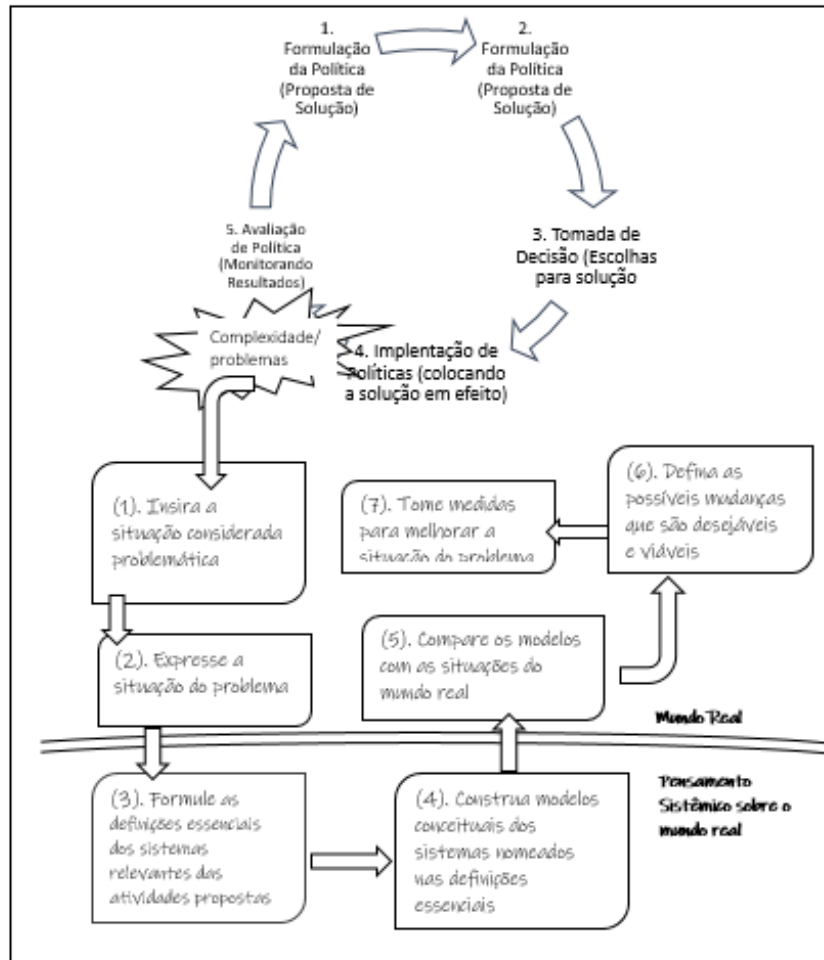 1.
Formulação
da Política
(Proposta de
Solução)
2.
Formulação
da Política
(Proposta de
Solução)
3. Tomada de
Decisão (Escolhas
para solução
4. Implentação de
Políticas (colocando
a solução em efeito)
5. Avaliação
de Política
(Monitorando
Resultados)
Complexidade/
problemas
(1). Insira a
situação considerada
problemática
(2). Expresse a
situação do problema
(3). Formule as
definições essenciais
dos sistemas
relevantes das
atividades propostas
(4). Construa modelos
conceituais dos
sistemas nomeados
nas definições
essenciais
(5). Compare os modelos
com as situações do
mundo real
(6). Defina as
possíveis mudanças
que são desejáveis
e viáveis
(7). Tome medidas
para melhorar a
situação do problema
Mundo Real
Pensamento
Sistêmico sobre o
mundo real